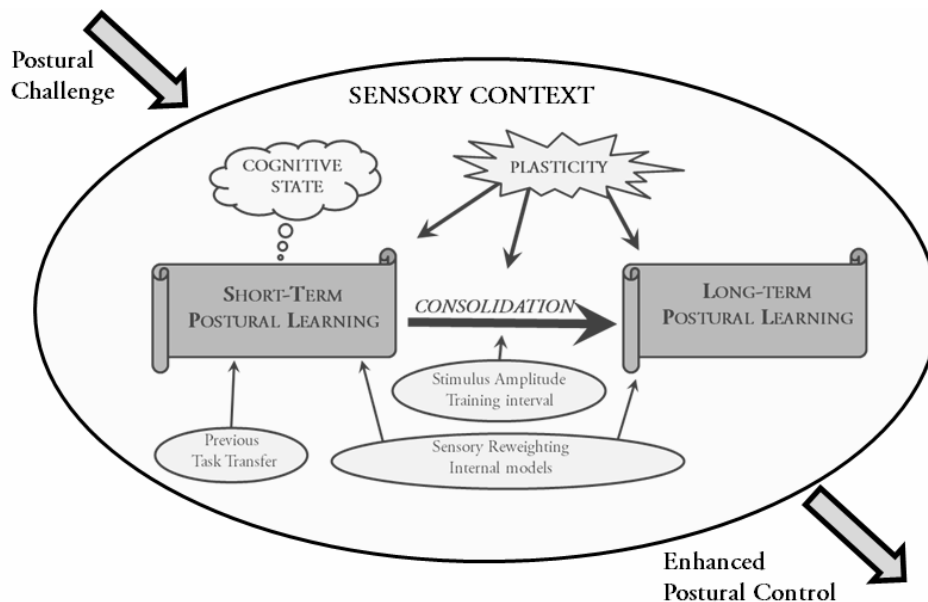 Postural
Challenge
SENSORY CONTEXT
COGNITIVE
STATE
PLASTICITY
SHORT-TERM
POSTURAL LEARNING
CONSOLIDATION
LONG-TERM
POSTURAL LEARNING
Stimulus Amplitude
Training interval
Previous
Task Transfer
Sensory Reweighting
Internal models
Enhanced
Postural Control